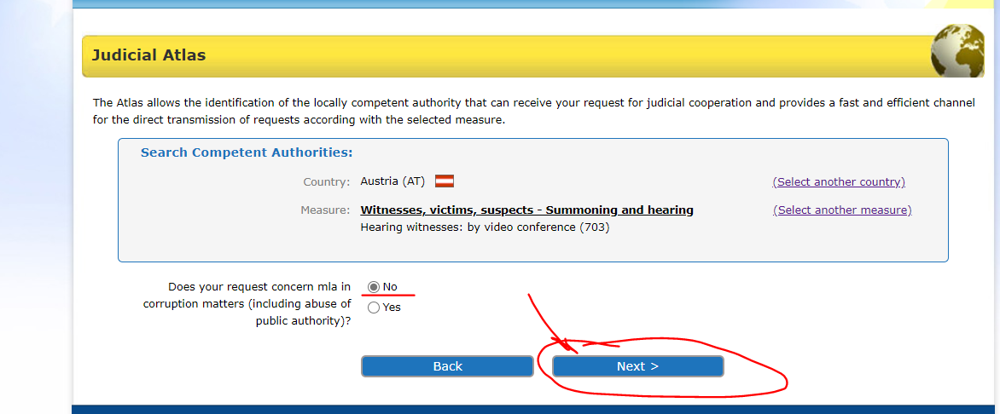 Judicial Atlas
The Atlas allows the identification of the locally competent authority that can receive your request for judicial cooperation and provides a fast and efficient channel
for the direct transmission of requests according with the selected measure.
Search Competent Authorities:
Country: Austria (AT) (Select another country)
Measure: Witnesses, victims, suspects - Summoning and hearing (Select another measure)
Hearing witnesses: by video conference (703)
Does your request concern mla in No
corruption matters (including abuse of Yes
public authority)?
Back Next >